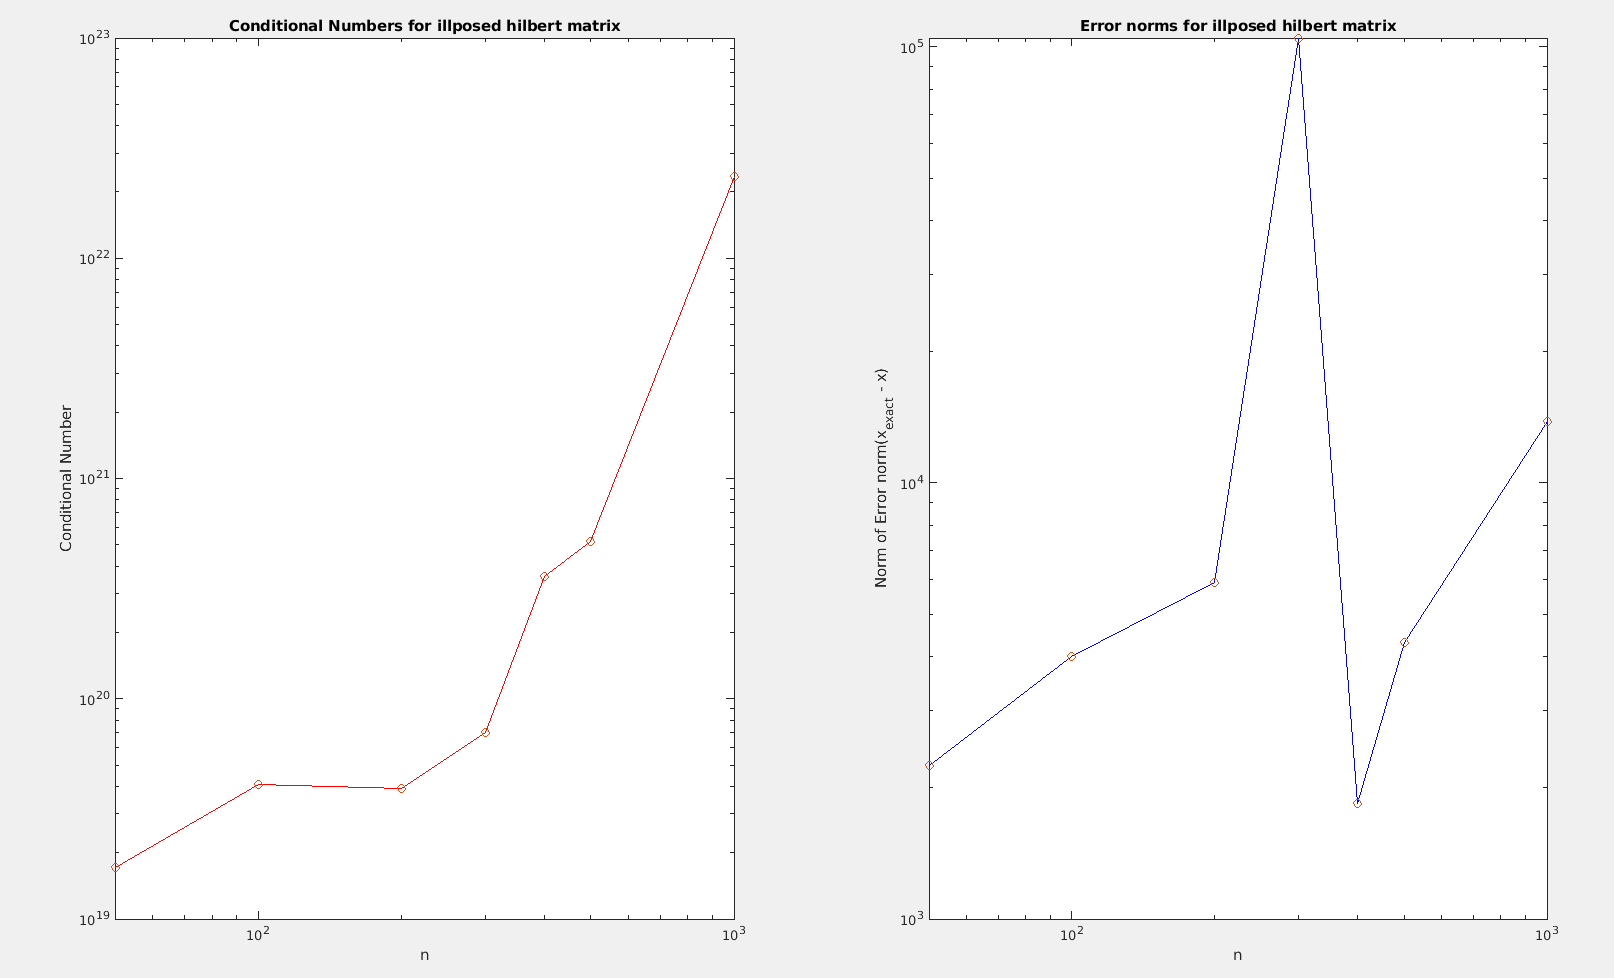 Conditional Numbers for illposed hilbert matrix
Conditional Number
10^23
10^22
10^21
10^20
10^19
10^2
10^3
n
Error norms for illposed hilbert matrix
Norm of Error norm(x_exact - x)
10^5
10^4
10^3
10^2
10^3
n